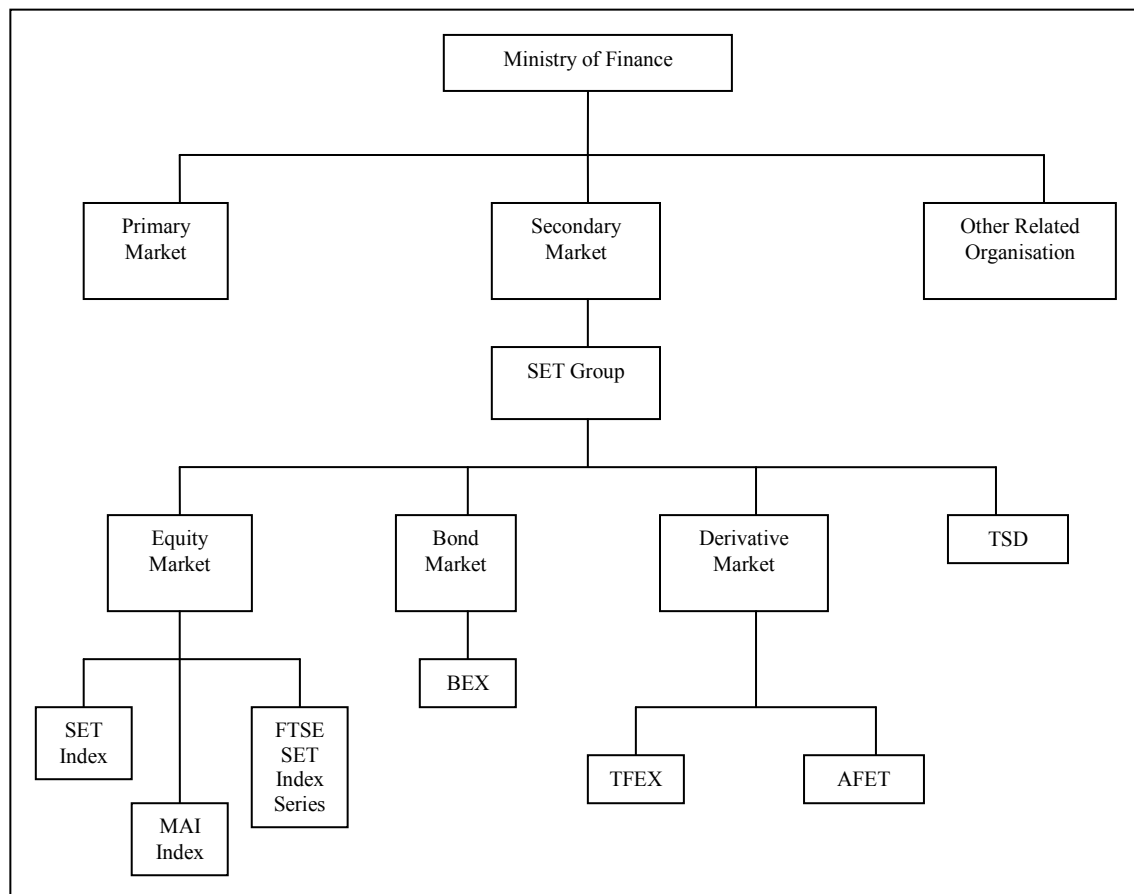 Ministry of Finance
Primary
Market
Secondary
Market
Other Related
Organisation
SET Group
Equity
Market
Bond
Market
Derivative
Market
TSD
BEX
SET
Index
FTSE
SET
Index
Series
TFEX
AFET
MAI
Index